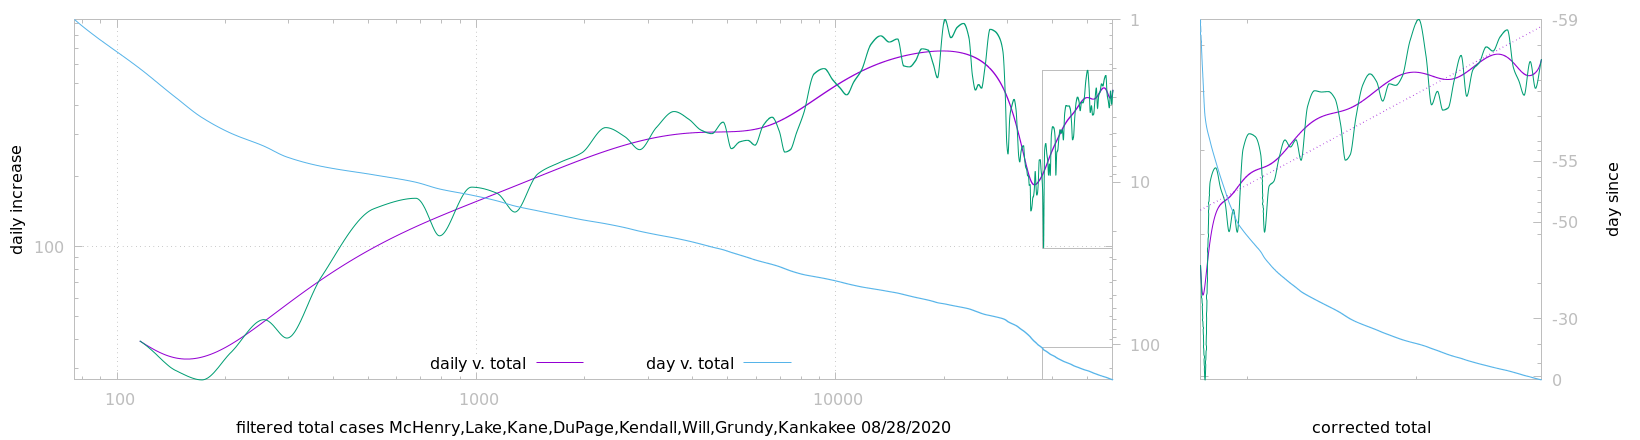 1
-59
daily increase
100
10
-55
-50
day since
-30
100
daily v. total
day v. total
0
100
1000
10000
filtered total cases McHenry,Lake,Kane,DuPage,Kendall,Will,Grundy,Kankakee 08/28/2020
corrected total